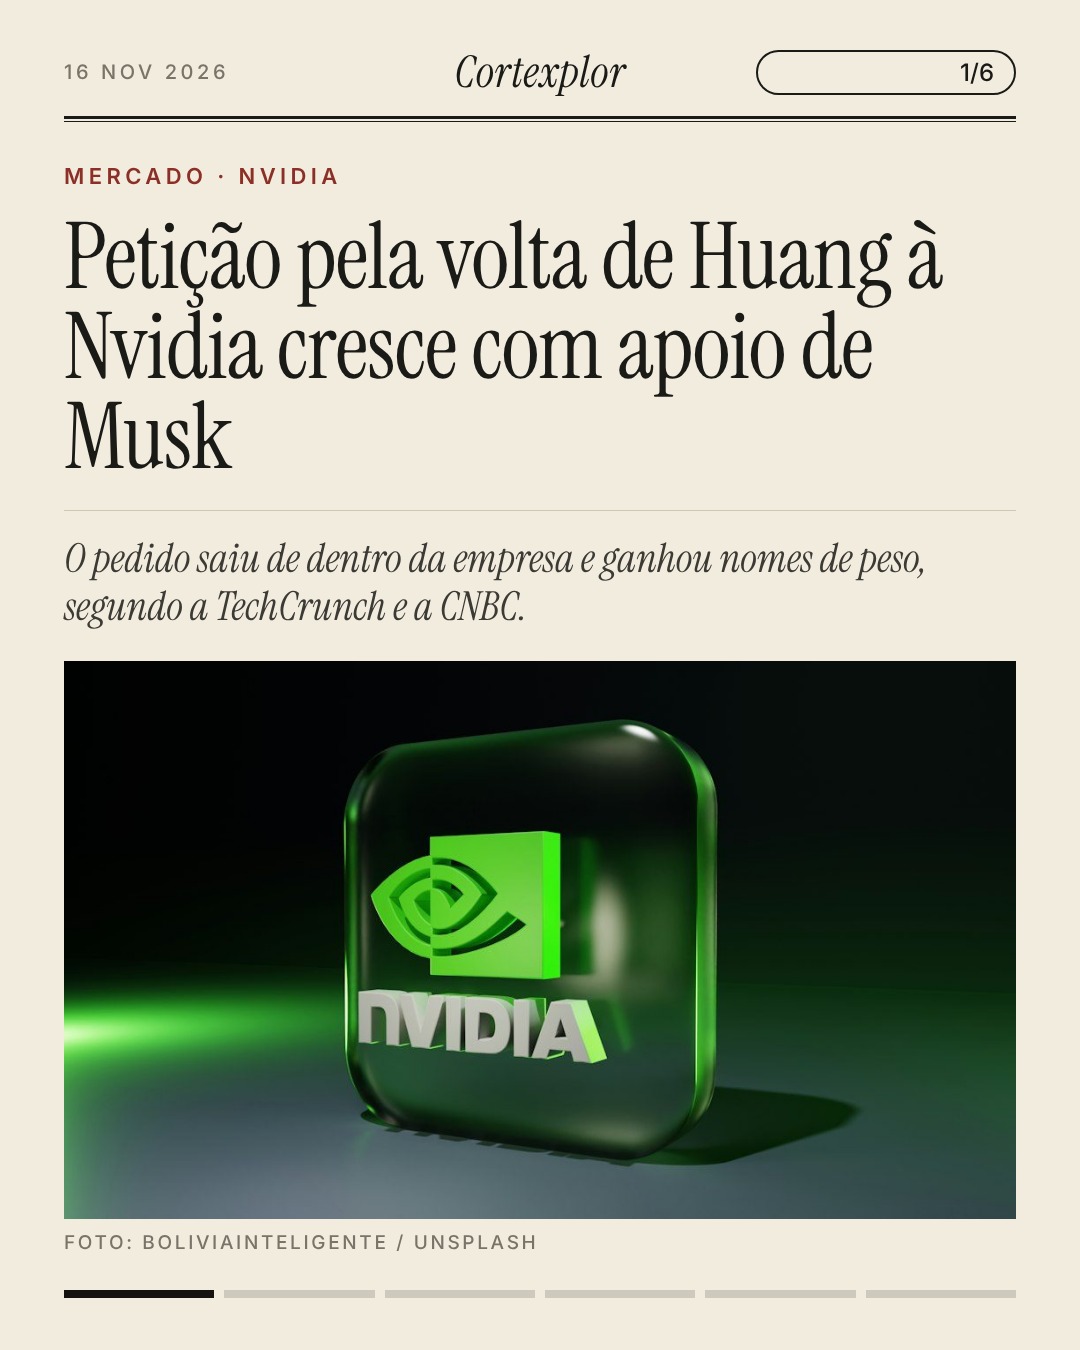 16 NOV 2026
Cortexplor
1/6
MERCADO · NVIDIA
Petição pela volta de Huang à
Nvidia cresce com apoio de
Musk
O pedido saiu de dentro da empresa e ganhou nomes de peso,
segundo a TechCrunch e a CNBC.
NVIDIA
FOTO: BOLIVIAINTELIGENTE / UNSPLASH